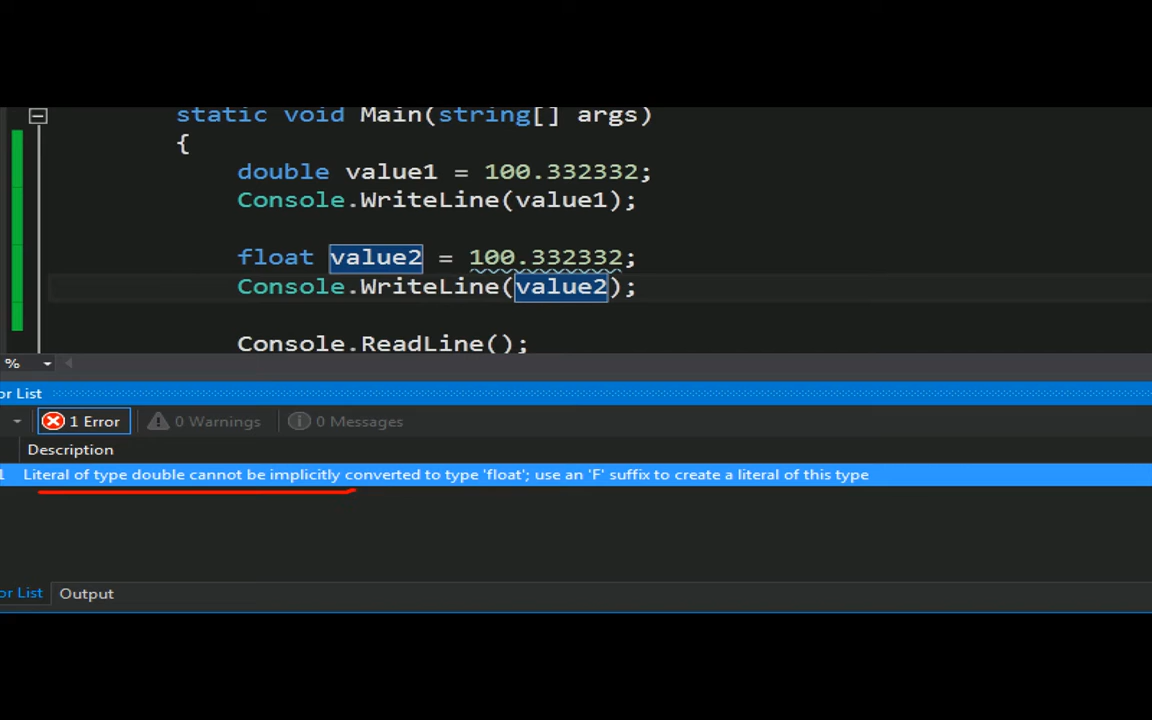 static void Main(string[] args)
{
double value1 = 100.332332;
Console.WriteLine(value1);
float value2 = 100.332332;
Console.WriteLine(value2);
Console.ReadLine();
%
or List
1 Error
0 Warnings
0 Messages
Description
1 Literal of type double cannot be implicitly converted to type 'float'; use an 'F' suffix to create a literal of this type
or List
Output